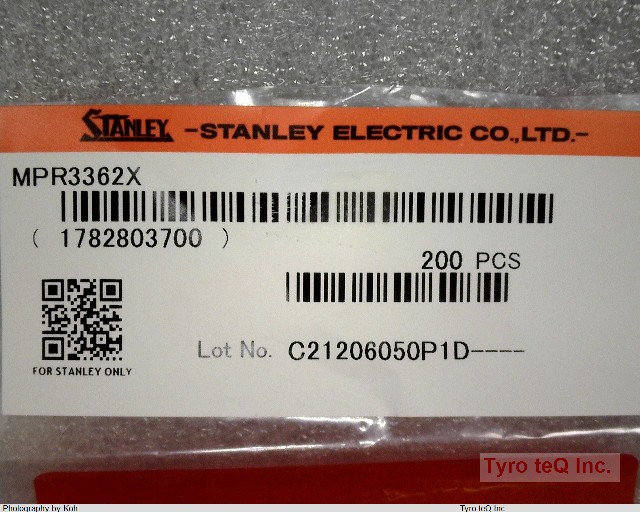 STANLEY -STANLEY ELECTRIC CO.,LTD.-
MPR3362X
( 1782803700 )
200 PCS
Lot No. C21206050P1D----
FOR STANLEY ONLY
Tyro teQ Inc.
Photography by Koh Tyro teQ Inc